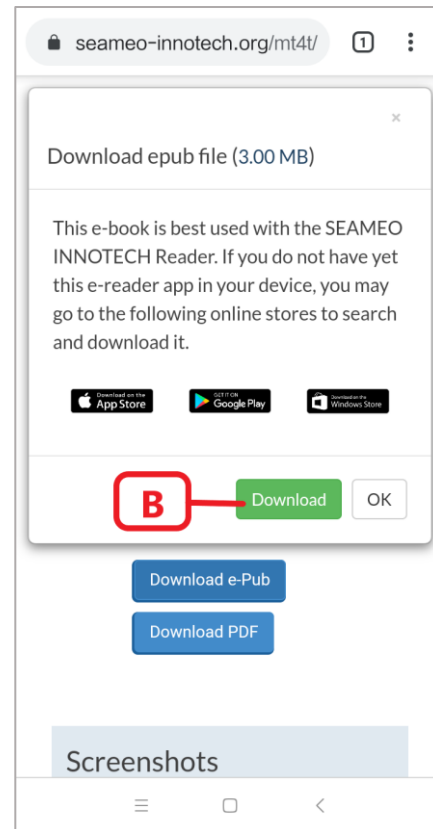 seameo-innotech.org/mt4t/ 1
×
Download epub file (3.00 MB)
This e-book is best used with the SEAMEO
INNOTECH Reader. If you do not have yet
this e-reader app in your device, you may
go to the following online stores to search
and download it.
Download on the
App Store
GET IT ON
Google Play
Download on the
Windows Store
B
Download OK
Download e-Pub
Download PDF
Screenshots